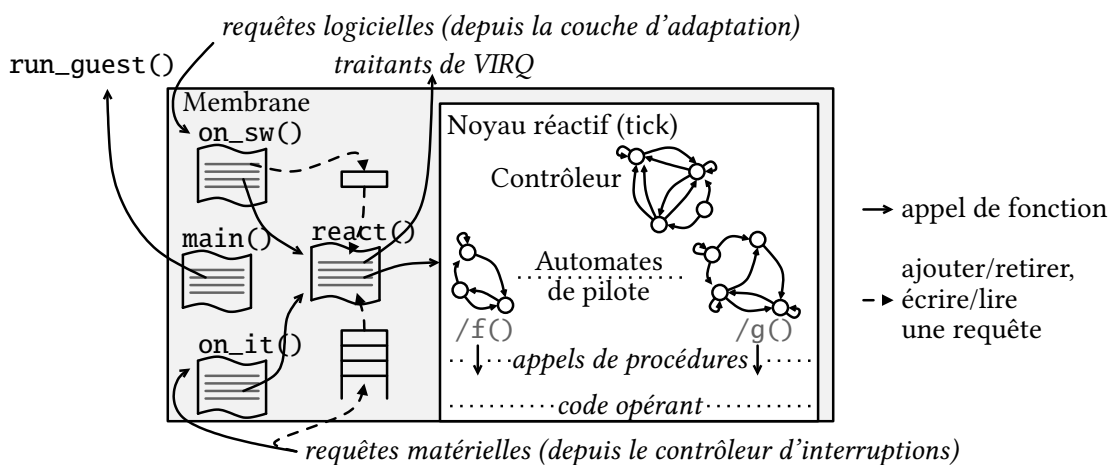 requêtes logicielles (depuis la couche d'adaptation)
run_guest()
traitants de VIRQ
Membrane
on_sw()
Noyau réactif (tick)
Contrôleur
main()
react()
Automates
de pilote
/f()
/g()
on_it()
appels de procédures
code opérant
requêtes matérielles (depuis le contrôleur d'interruptions)
appel de fonction
ajouter/retirer,
écrire/lire
une requête